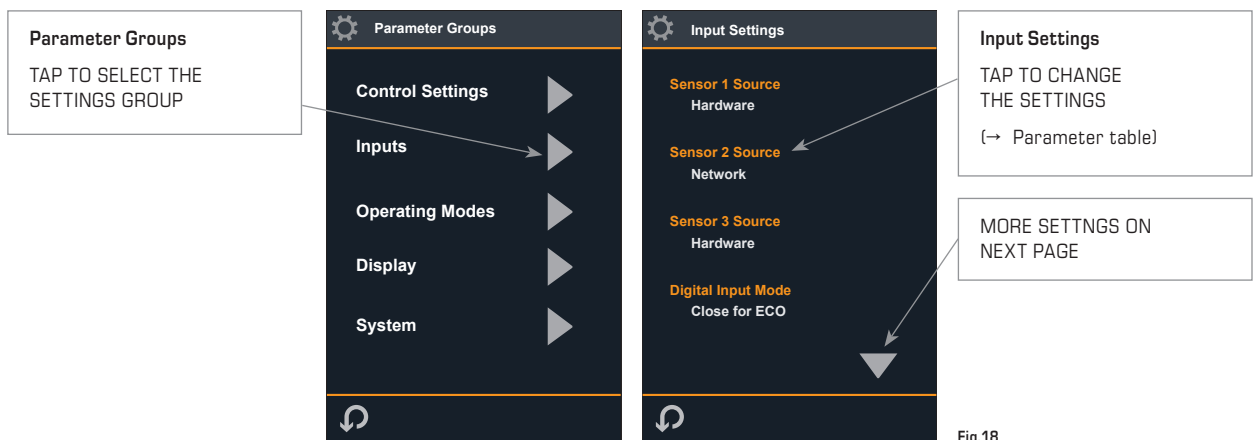 Parameter Groups
TAP TO SELECT THE
SETTINGS GROUP
Parameter Groups
Control Settings
Inputs
Operating Modes
Display
System
Input Settings
Sensor 1 Source
Hardware
Sensor 2 Source
Network
Sensor 3 Source
Hardware
Digital Input Mode
Close for ECO
Input Settings
TAP TO CHANGE
THE SETTINGS
(→ Parameter table)
MORE SETTNGS ON
NEXT PAGE
Fig 18